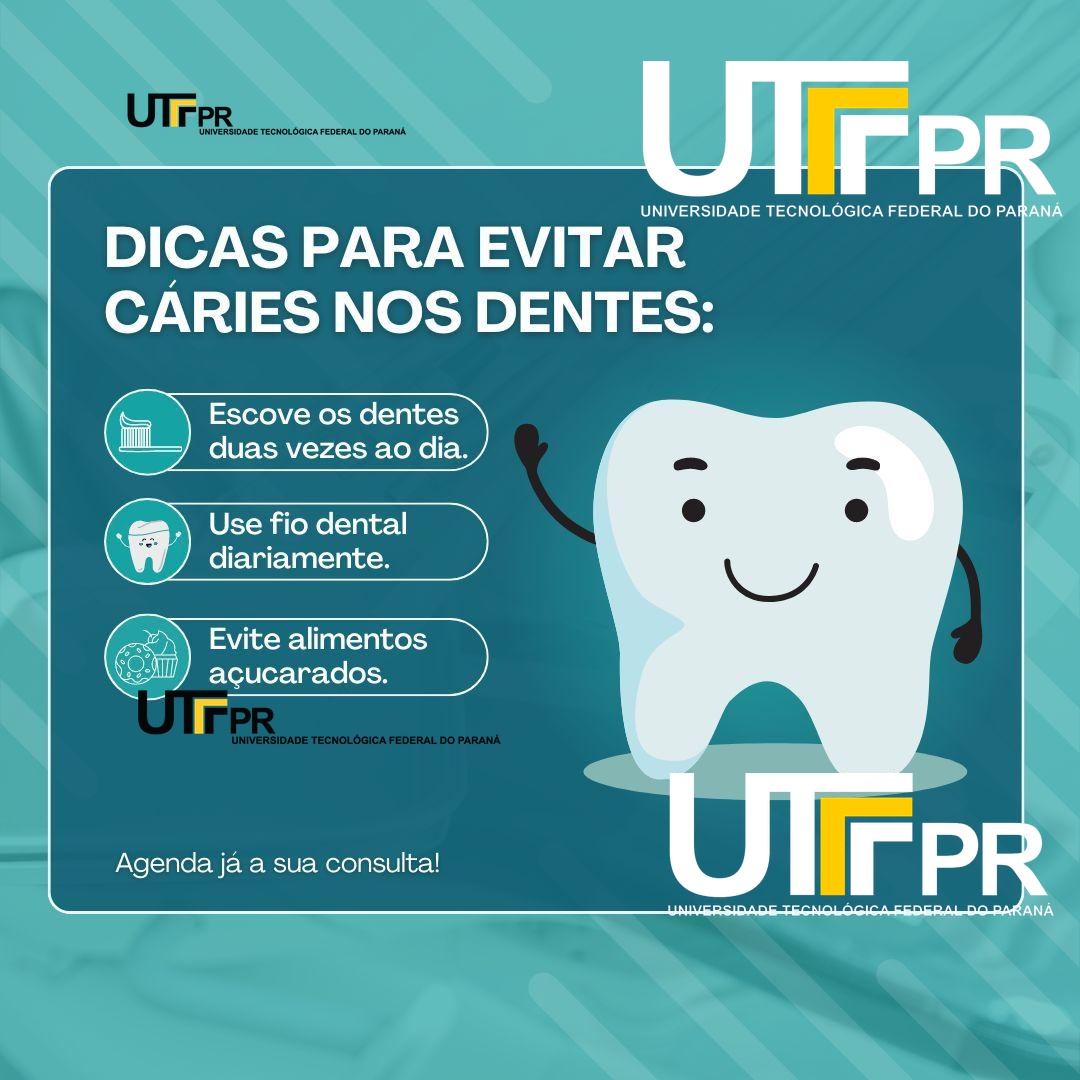 UTFPR
UNIVERSIDADE TECNOLÓGICA FEDERAL DO PARANÁ
UTFPR
UNIVERSIDADE TECNOLÓGICA FEDERAL DO PARANÁ
DICAS PARA EVITAR
CÁRIES NOS DENTES:
Escove os dentes
duas vezes ao dia.
Use fio dental
diariamente.
Evite alimentos
açucarados.
UTFPR
UNIVERSIDADE TECNOLÓGICA FEDERAL DO PARANÁ
Agenda já a sua consulta!
UTFPR
UNIVERSIDADE TECNOLÓGICA FEDERAL DO PARANÁ